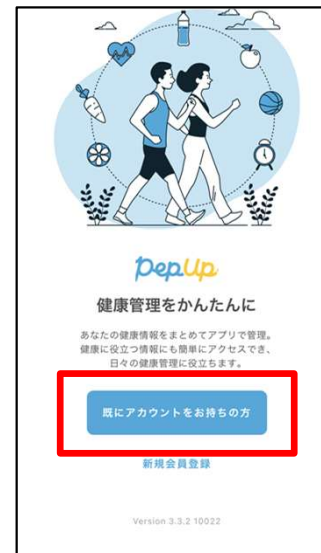 PepUp
健康管理をかんたんに
あなたの健康情報をまとめてアプリで管理。
健康に役立つ情報にも簡単にアクセスでき、
日々の健康管理に役立ちます。
既にアカウントをお持ちの方
新規会員登録
Version 3.3.2 10022